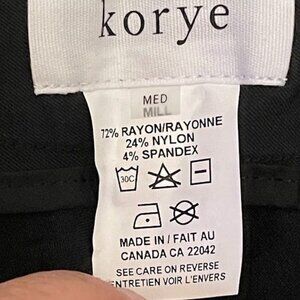 korye
MED
MILL
72% RAYON/RAYONNE
24% NYLON
4% SPANDEX
30C
MADE IN / FAIT AU
CANADA CA 22042
SEE CARE ON REVERSE
ENTRETIEN VOIR L'ENVERS